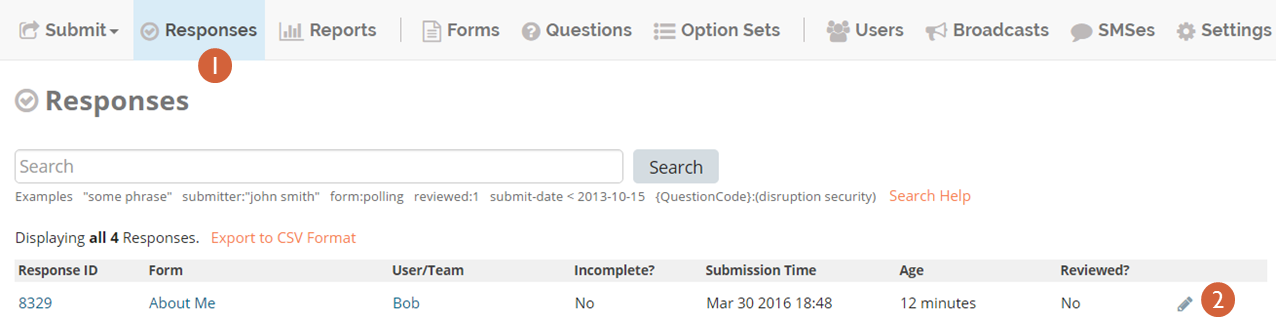 Submit Responses Reports Forms Questions Option Sets Users Broadcasts SMSes Settings
1
Responses
Search Search
Examples "some phrase" submitter:"john smith" form:polling reviewed:1 submit-date < 2013-10-15 {QuestionCode}:(disruption security) Search Help
Displaying all 4 Responses. Export to CSV Format
Response ID Form User/Team Incomplete? Submission Time Age Reviewed?
8329 About Me Bob No Mar 30 2016 18:48 12 minutes No 2